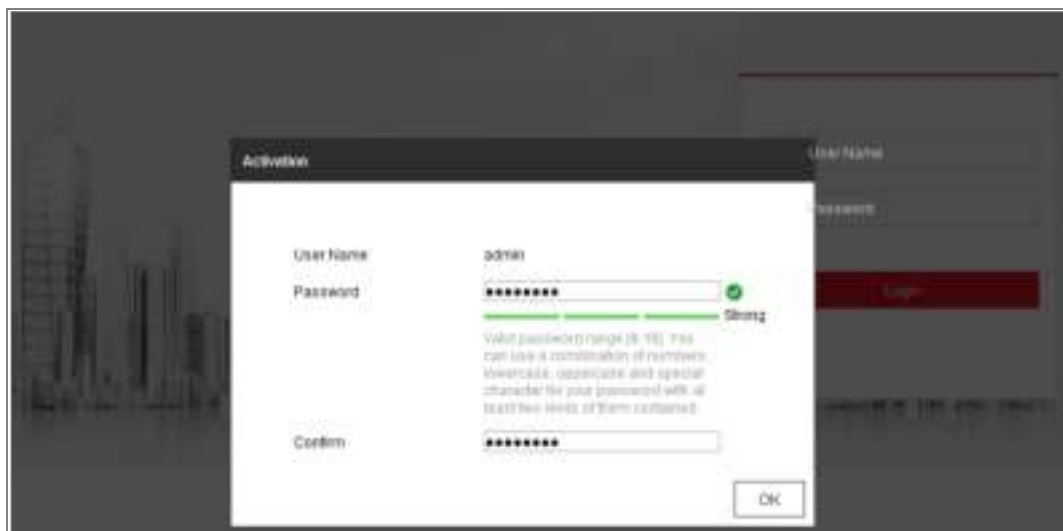 Activation
User Name
Password
Login
User Name admin
Password ••••••••
Strong
Valid password range [8-16]. You
can use a combination of numbers,
lowercase, uppercase and special
character for your password with at
least two kinds of them contained.
Confirm ••••••••
OK